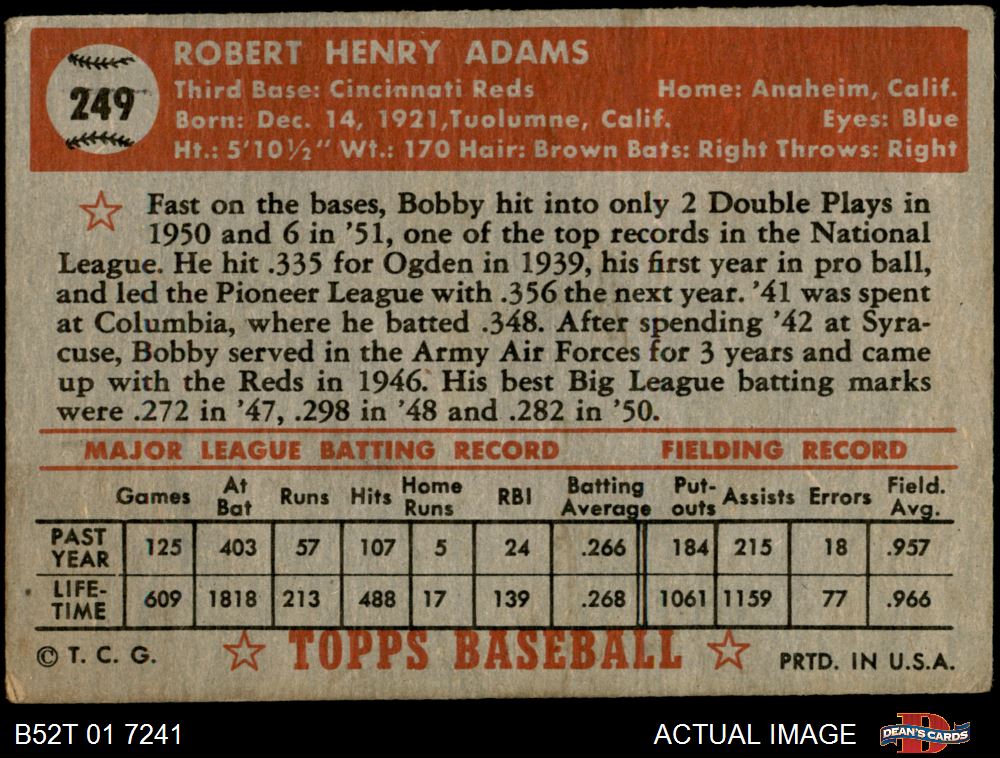 249
ROBERT HENRY ADAMS
Third Base: Cincinnati Reds Home: Anaheim, Calif.
Born: Dec. 14, 1921, Tuolumne, Calif. Eyes: Blue
Ht.: 5'10½" Wt.: 170 Hair: Brown Bats: Right Throws: Right
Fast on the bases, Bobby hit into only 2 Double Plays in
1950 and 6 in '51, one of the top records in the National
League. He hit .335 for Ogden in 1939, his first year in pro ball,
and led the Pioneer League with .356 the next year. '41 was spent
at Columbia, where he batted .348. After spending '42 at Syra-
cuse, Bobby served in the Army Air Forces for 3 years and came
up with the Reds in 1946. His best Big League batting marks
were .272 in '47, .298 in '48 and .282 in '50.
MAJOR LEAGUE BATTING RECORD FIELDING RECORD
Games At Bat Runs Hits Home Runs RBI Batting Average Put-outs Assists Errors Field. Avg.
PAST YEAR 125 403 57 107 5 24 .266 184 215 18 .957
LIFE-TIME 609 1818 213 488 17 139 .268 1061 1159 77 .966
© T. C. G. TOPPS BASEBALL PRTD. IN U.S.A.
B52T 01 7241 ACTUAL IMAGE DEAN'S CARDS